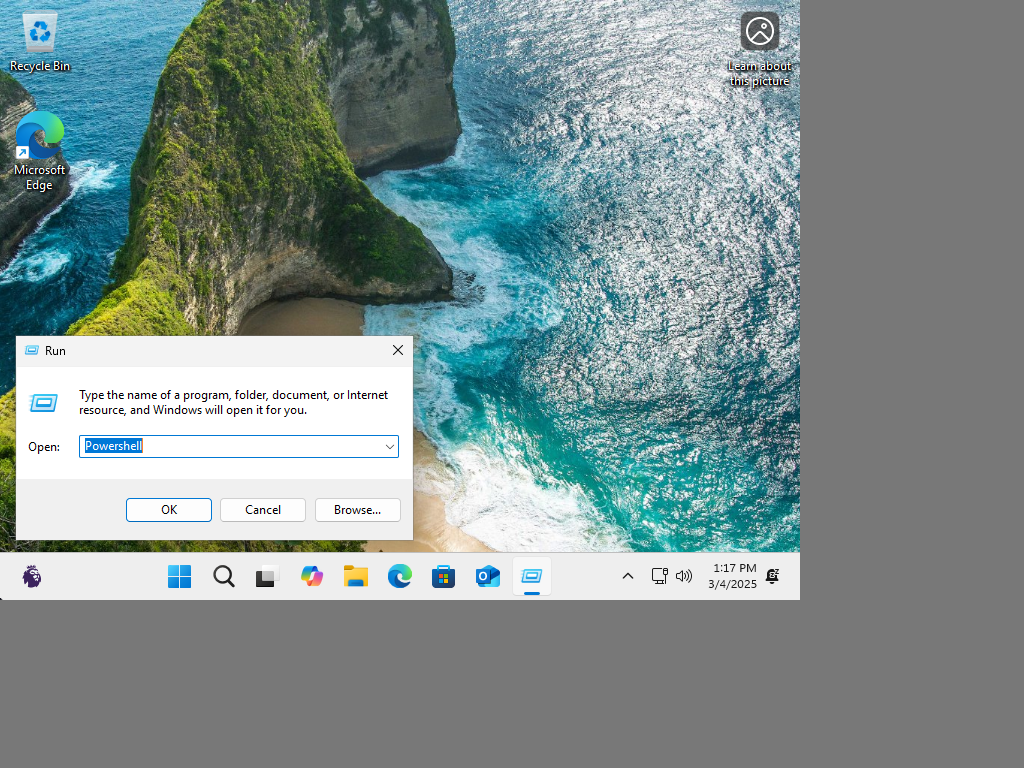 Recycle Bin
Learn about
this picture
Microsoft
Edge
Run
Type the name of a program, folder, document, or Internet
resource, and Windows will open it for you.
Open:
Powershell
OK
Cancel
Browse...
1:17 PM
3/4/2025